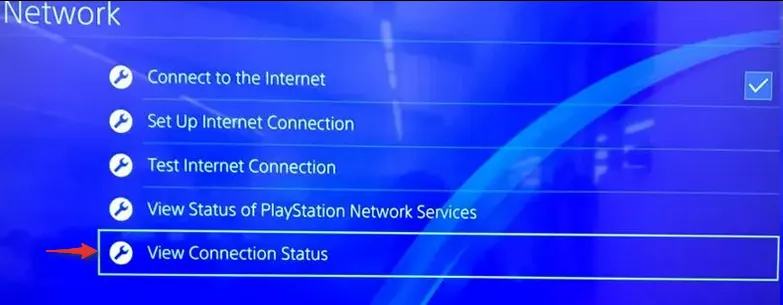 Network
Connect to the Internet
Set Up Internet Connection
Test Internet Connection
View Status of PlayStation Network Services
View Connection Status